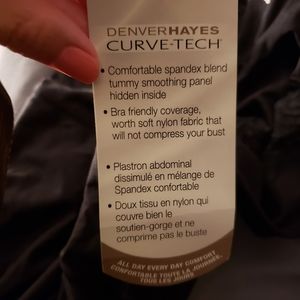 DENVERHAYES
CURVE-TECH
• Comfortable spandex blend
tummy smoothing panel
hidden inside
• Bra friendly coverage,
worth soft nylon fabric that
will not compress your bust
• Plastron abdominal
dissimulé en mélange de
Spandex confortable
• Doux tissu en nylon qui
couvre bien le
soutien-gorge et ne
comprime pas le buste
ALL DAY EVERY DAY COMFORT
CONFORTABLE TOUTE LA JOURNÉE,
TOUS LES JOURS